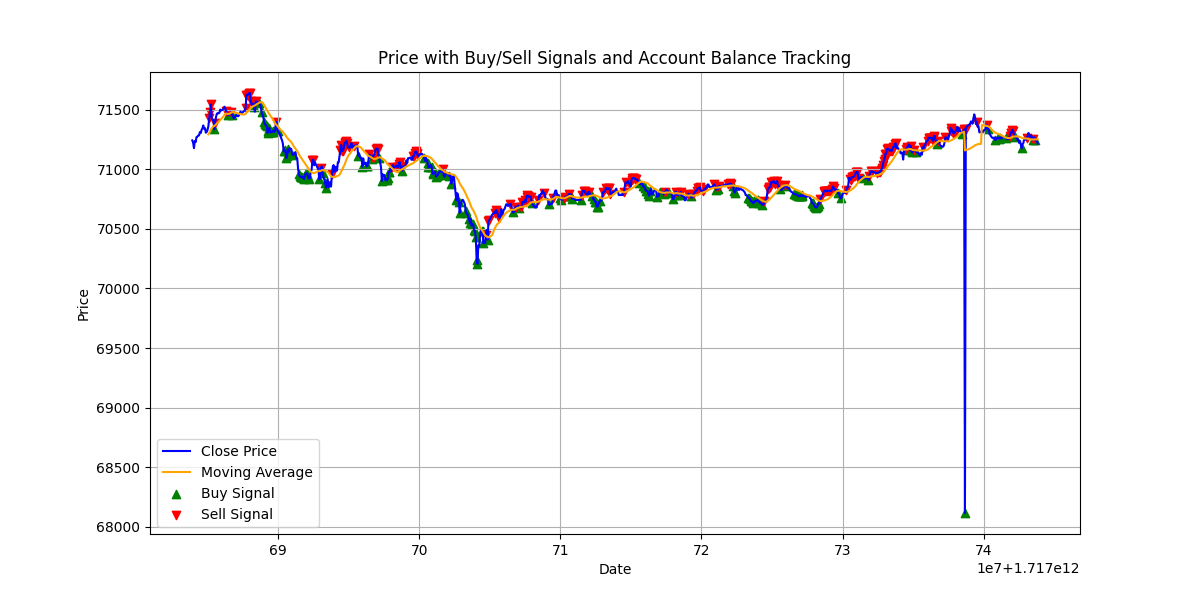 Price with Buy/Sell Signals and Account Balance Tracking
71500
71000
70500
70000
69500
69000
68500
68000
Price
Close Price
Moving Average
Buy Signal
Sell Signal
69 70 71 72 73 74
1e7+1.717e12
Date